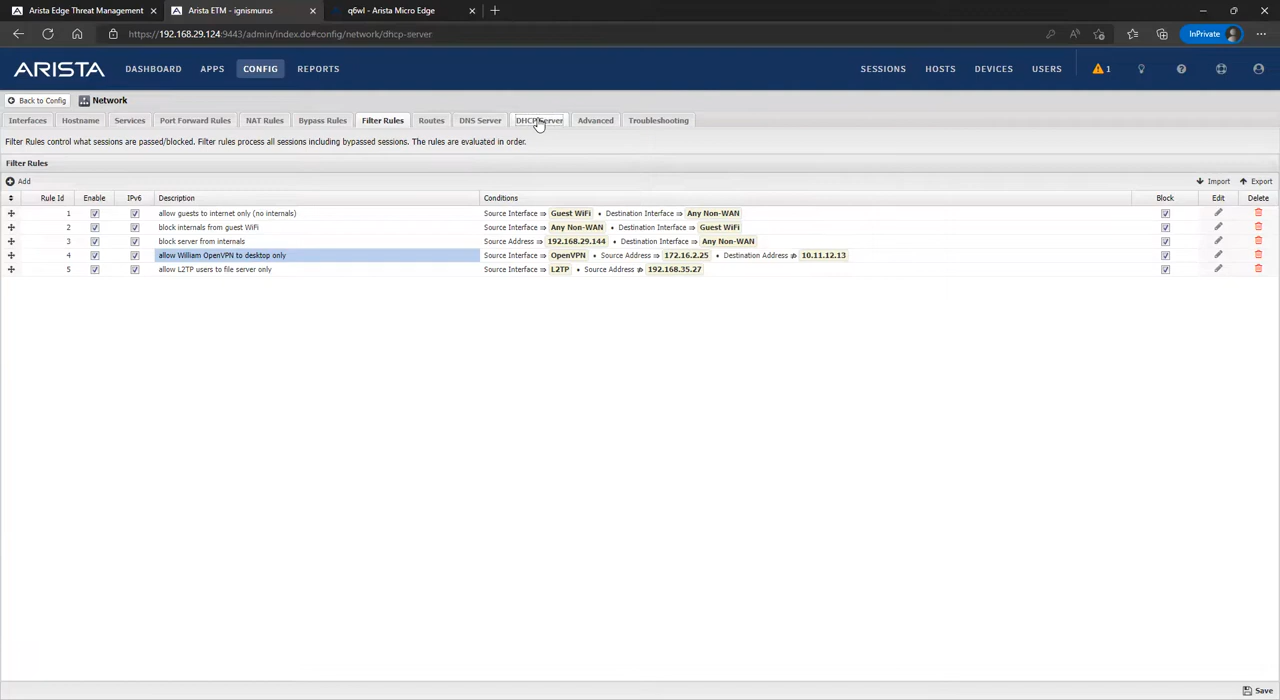 Arista Edge Threat Management
Arista ETM - ignismurus
q6wl - Arista Micro Edge
https://192.168.29.124:9443/admin/index.do#config/network/dhcp-server
InPrivate
ARISTA
DASHBOARD
APPS
CONFIG
REPORTS
SESSIONS
HOSTS
DEVICES
USERS
1
Back to Config
Network
Interfaces
Hostname
Services
Port Forward Rules
NAT Rules
Bypass Rules
Filter Rules
Routes
DNS Server
DHCP Server
Advanced
Troubleshooting
Filter Rules control what sessions are passed/blocked. Filter rules process all sessions including bypassed sessions. The rules are evaluated in order.
Filter Rules
Add
Import
Export
Rule Id Enable IPv6 Description Conditions Block Edit Delete
1 allow guests to internet only (no internals) Source Interface ⇒ Guest WiFi • Destination Interface ⇒ Any Non-WAN
2 block internals from guest WiFi Source Interface ⇒ Any Non-WAN • Destination Interface ⇒ Guest WiFi
3 block server from internals Source Address ⇒ 192.168.29.144 • Destination Interface ⇒ Any Non-WAN
4 allow William OpenVPN to desktop only Source Interface ⇒ OpenVPN • Source Address ⇒ 172.16.2.25 • Destination Address ⇏ 10.11.12.13
5 allow L2TP users to file server only Source Interface ⇒ L2TP • Source Address ⇏ 192.168.35.27
Save